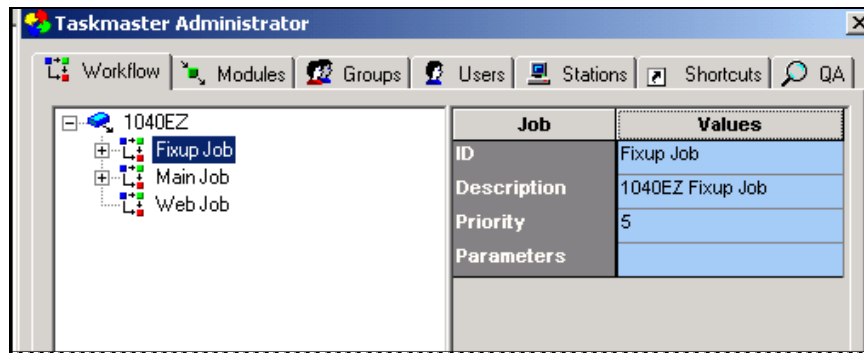 Taskmaster Administrator
Workflow Modules Groups Users Stations Shortcuts QA
1040EZ
Fixup Job
Main Job
Web Job
Job Values
ID Fixup Job
Description 1040EZ Fixup Job
Priority 5
Parameters